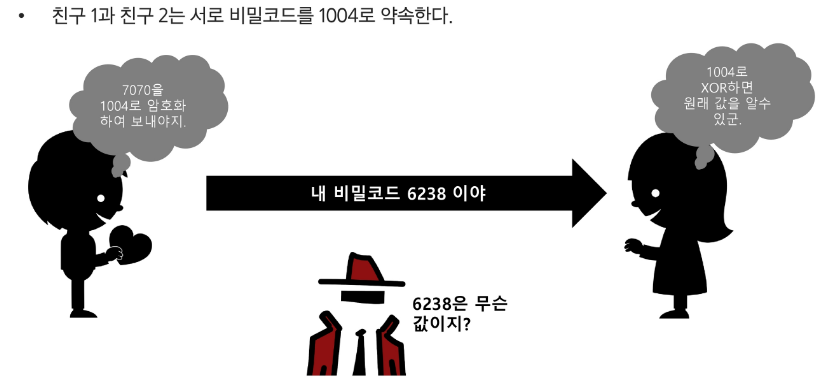 • 친구 1과 친구 2는 서로 비밀코드를 1004로 약속한다.
7070을
1004로 암호화
하여 보내야지.
1004로
XOR하면
원래 값을 알수
있군.
내 비밀코드 6238 이야
6238은 무슨
값이지?